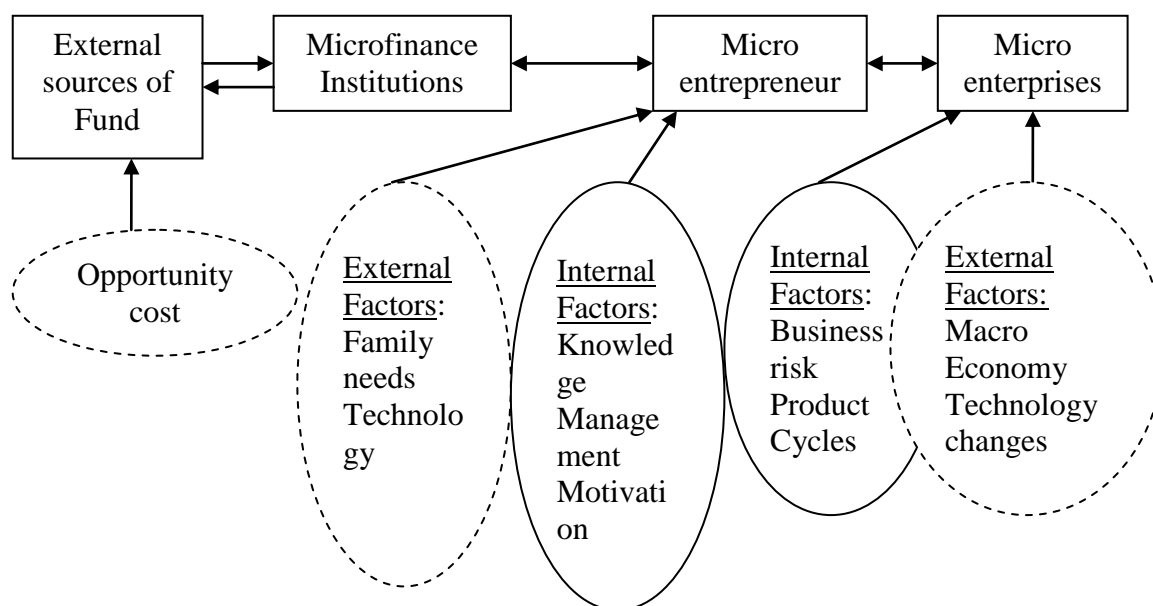 External
sources of
Fund
Microfinance
Institutions
Micro
entrepreneur
Micro
enterprises
Opportunity
cost
External
Factors:
Family
needs
Technolo
gy
Internal
Factors:
Knowled
ge
Manage
ment
Motivati
on
Internal
Factors:
Business
risk
Product
Cycles
External
Factors:
Macro
Economy
Technology
changes